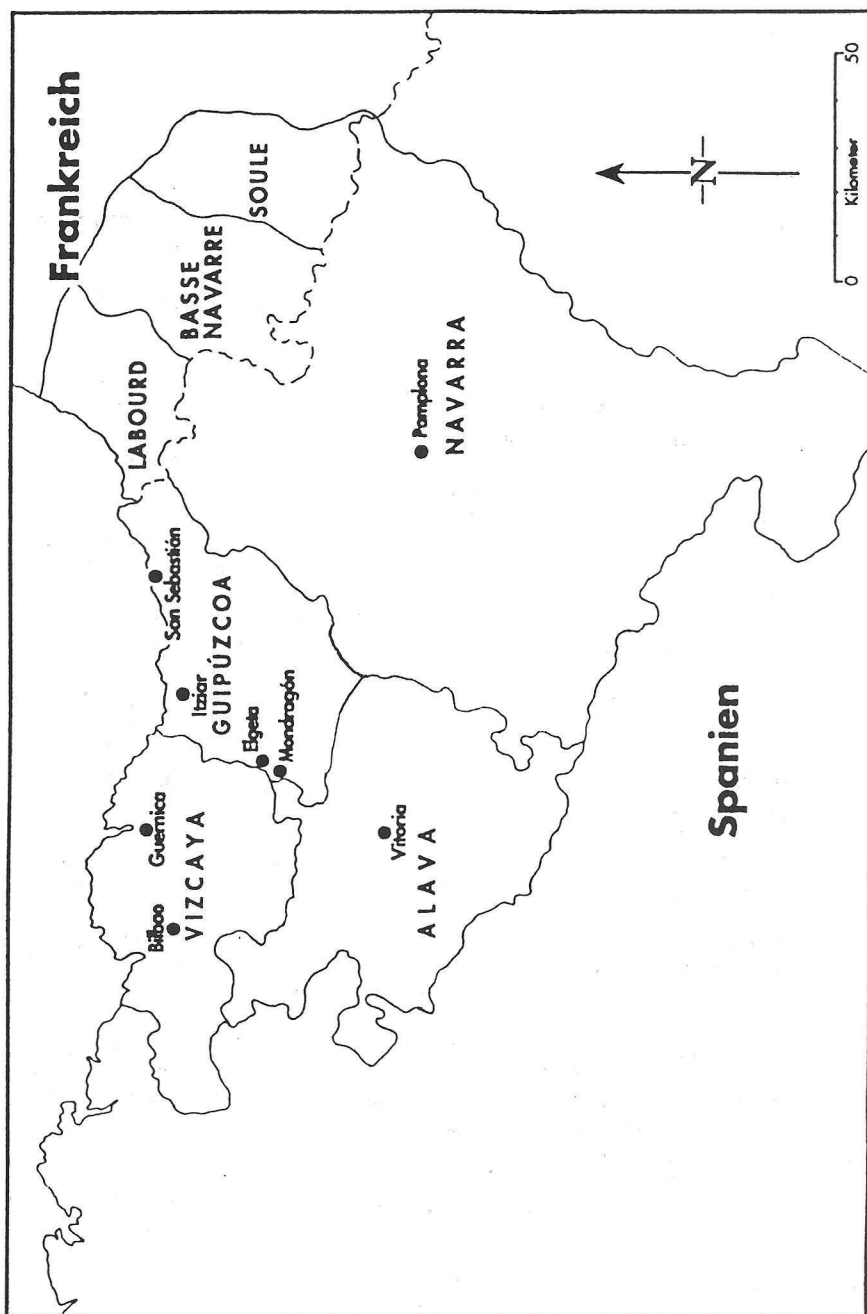 Frankreich
LABOURD
BASSE
NAVARRE
SOULE
San Sebastián
Guernica
Bilbao
VIZCAYA
Itziar
GUIPÚZCOA
Elgeta
Mondragón
Vitoria
ALAVA
Pamplona
NAVARRA
Spanien
N
0
50
Kilometer